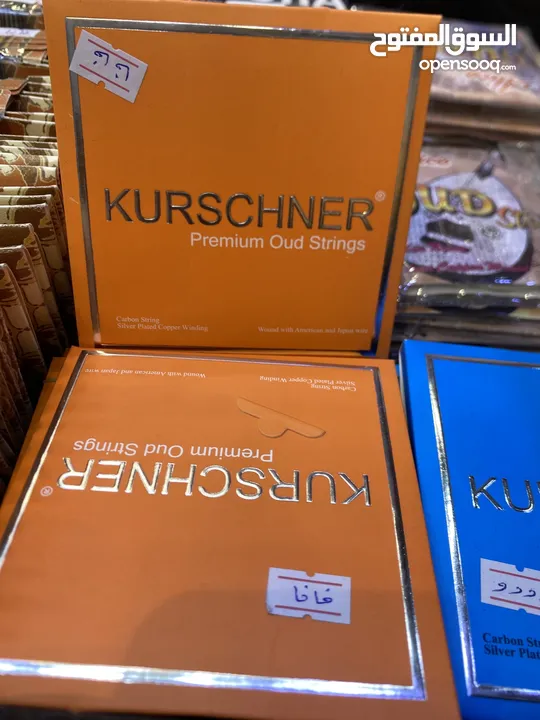 السوق المفتوح
opensooq.com
KURSCHNER®
Premium Oud Strings
Carbon String
Silver Plated Copper Winding
Wound with American and Japan wire
Wound with American and Japan wire
Carbon String
Silver Plated Copper Winding
Premium Oud Strings
KURSCHNER®
فافا
KU
Carbon Str
Silver Plat
OUD